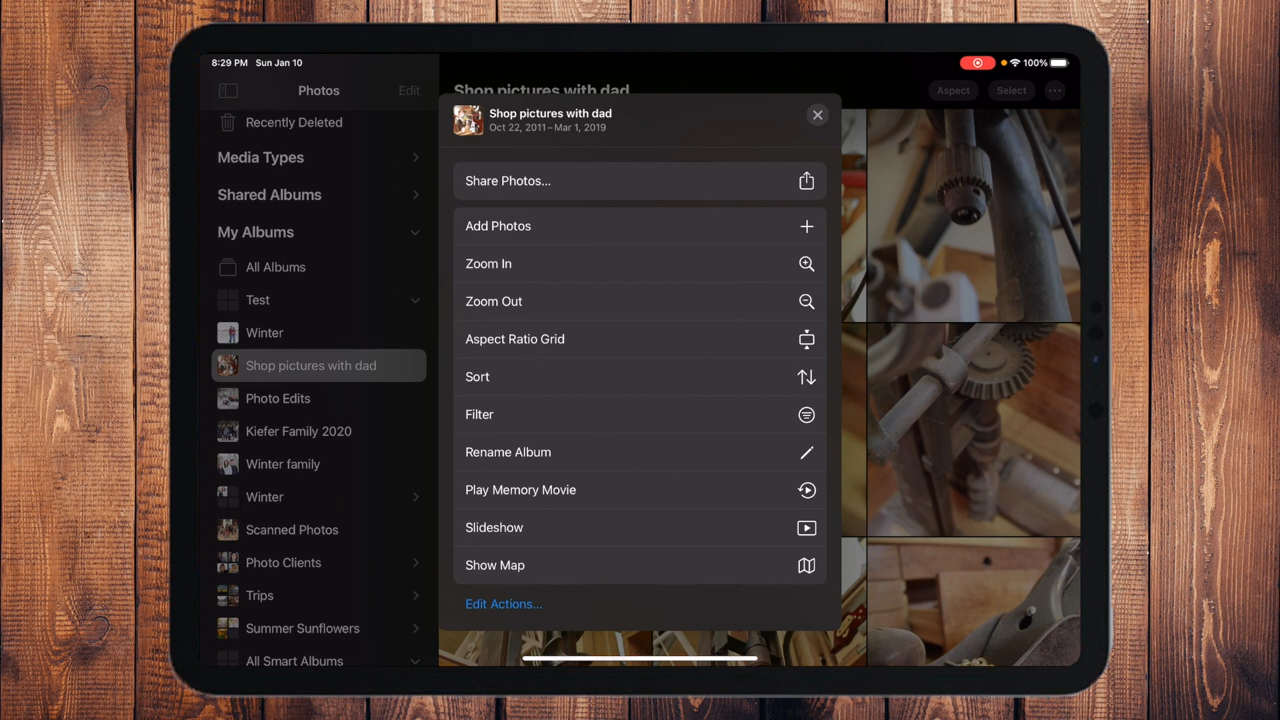 8:29 PM Sun Jan 10
100%
Photos
Edit
Recently Deleted
Media Types
Shared Albums
My Albums
All Albums
Test
Winter
Shop pictures with dad
Photo Edits
Kiefer Family 2020
Winter family
Winter
Scanned Photos
Photo Clients
Trips
Summer Sunflowers
All Smart Albums
Shop pictures with dad
Aspect
Select
Shop pictures with dad
Oct 22, 2011–Mar 1, 2019
Share Photos...
Add Photos
Zoom In
Zoom Out
Aspect Ratio Grid
Sort
Filter
Rename Album
Play Memory Movie
Slideshow
Show Map
Edit Actions...